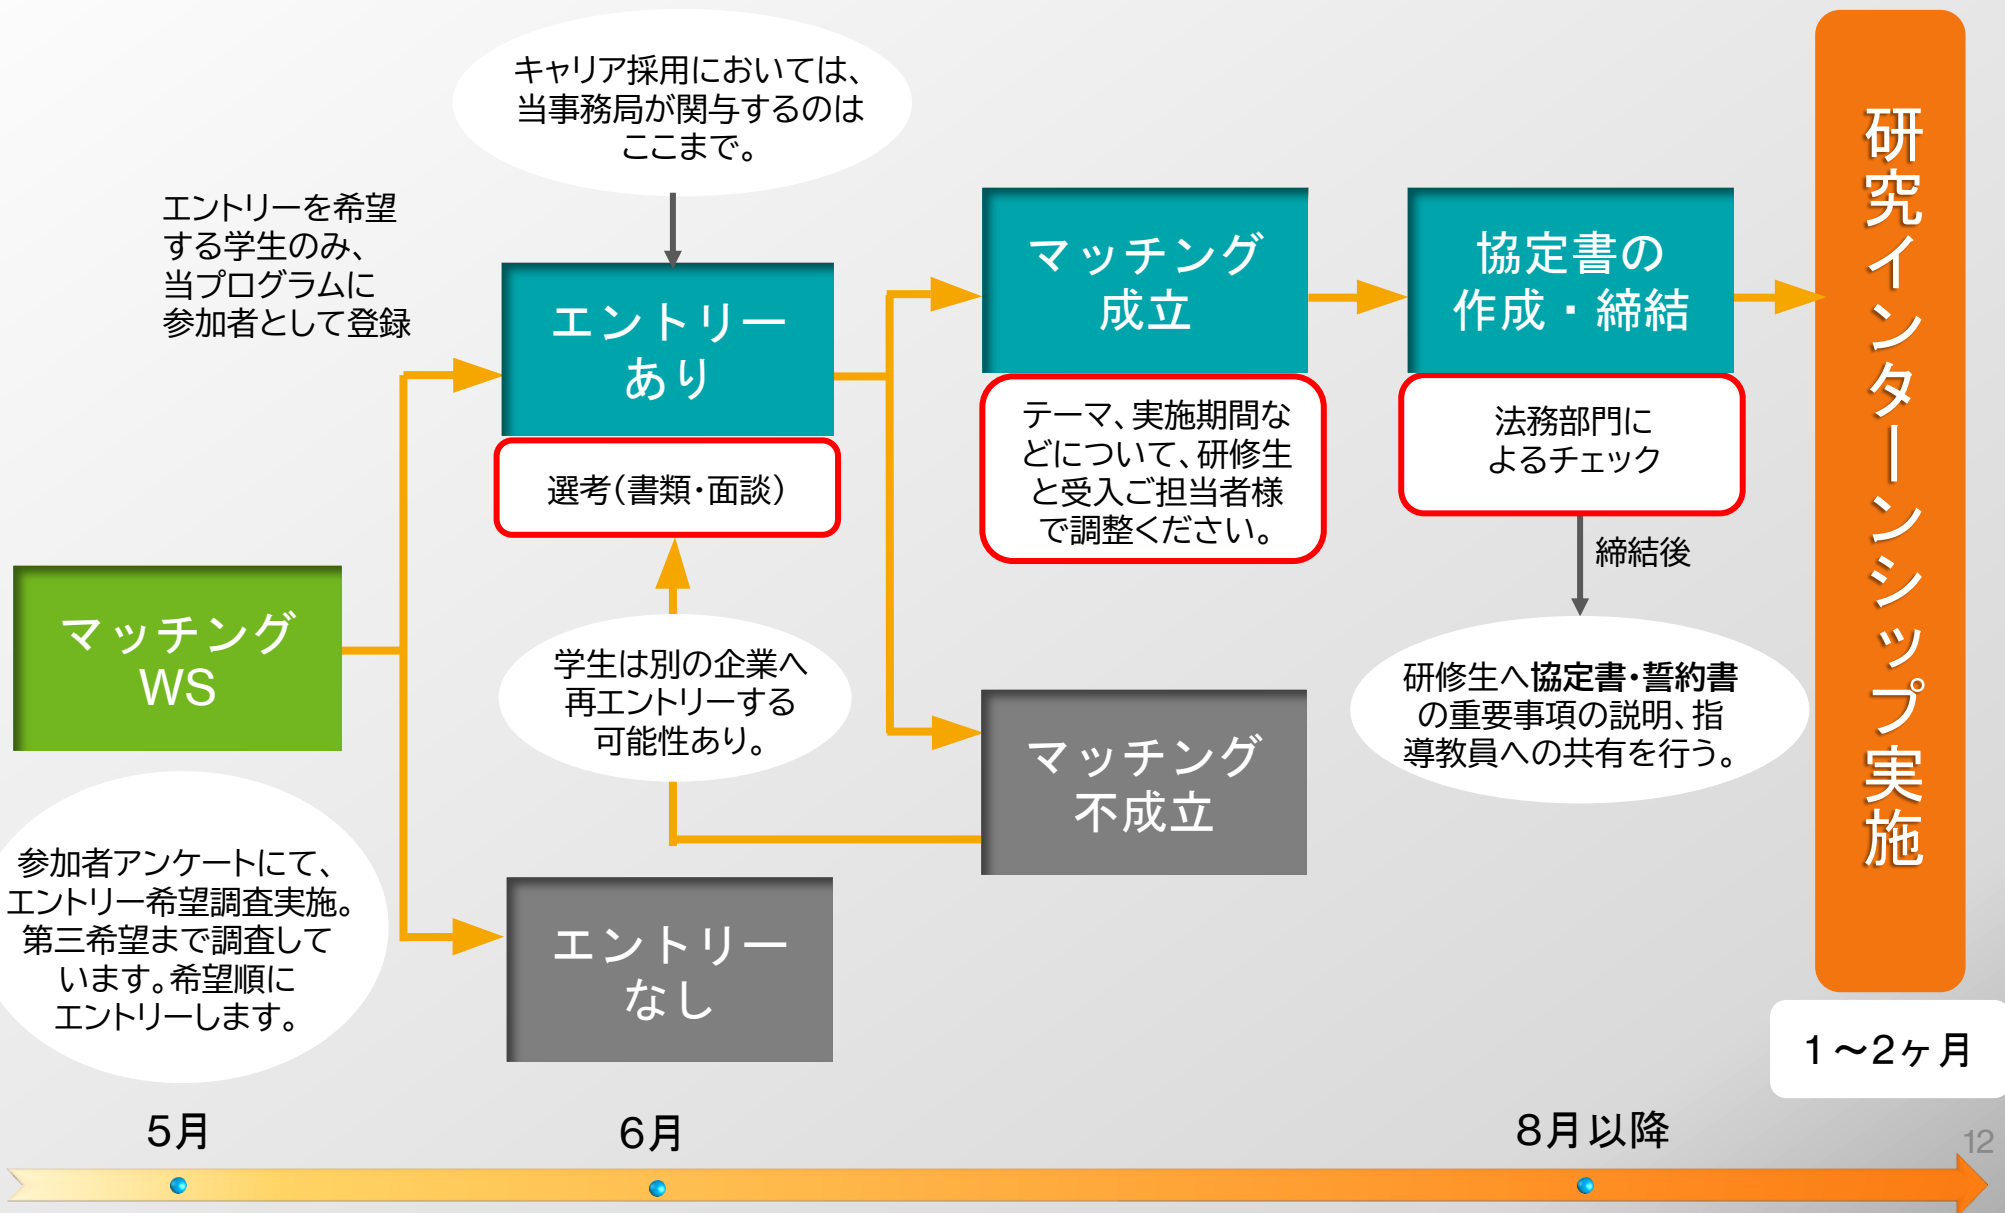 キャリア採用においては、
当事務局が関与するのは
ここまで。
エントリーを希望
する学生のみ、
当プログラムに
参加者として登録
エントリー
あり
選考(書類・面談)
マッチング
成立
テーマ、実施期間な
どについて、研修生
と受入ご担当者様
で調整ください。
協定書の
作成・締結
法務部門に
よるチェック
締結後
研修生へ協定書・誓約書
の重要事項の説明、指
導教員への共有を行う。
研究インターンシップ実施
1～2ヶ月
マッチング
WS
学生は別の企業へ
再エントリーする
可能性あり。
マッチング
不成立
参加者アンケートにて、
エントリー希望調査実施。
第三希望まで調査して
います。希望順に
エントリーします。
エントリー
なし
5月
6月
8月以降
12